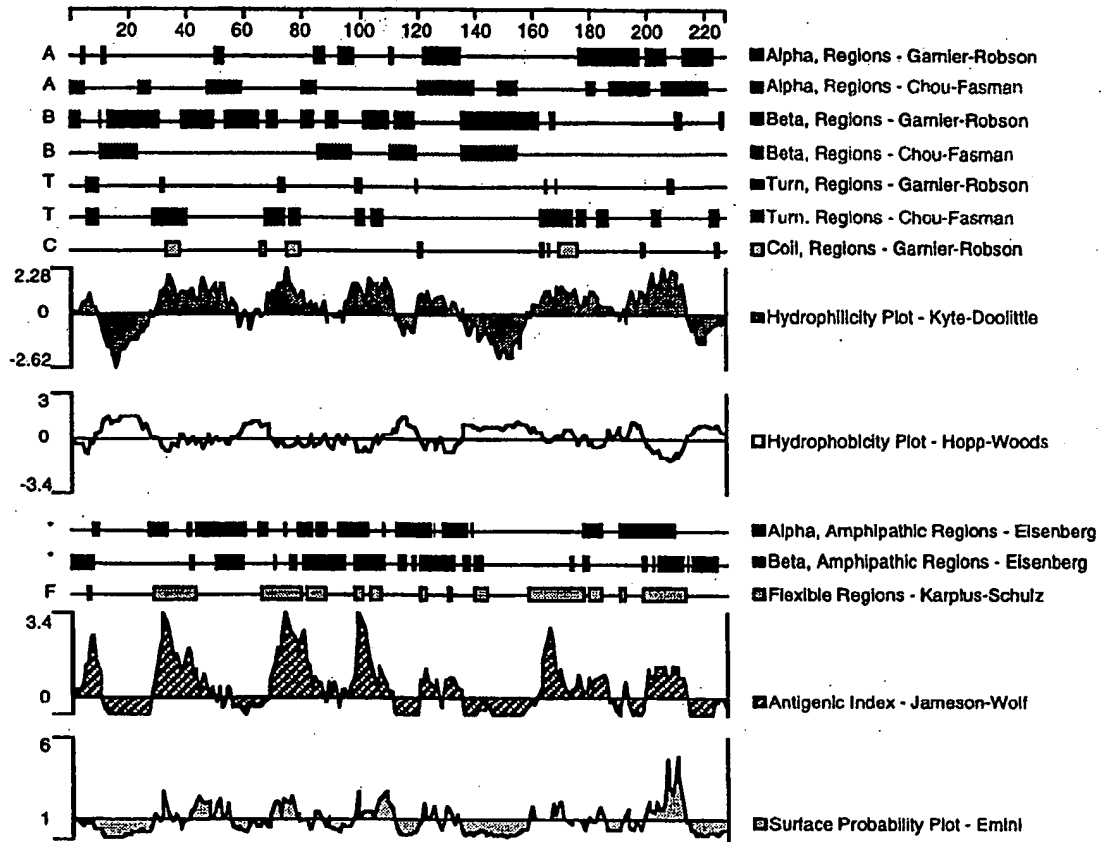 20 40 60 80 100 120 140 160 180 200 220
A Alpha, Regions - Garnier-Robson
A Alpha, Regions - Chou-Fasman
B Beta, Regions - Garnier-Robson
B Beta, Regions - Chou-Fasman
T Turn, Regions - Garnier-Robson
T Turn. Regions - Chou-Fasman
C Coil, Regions - Garnier-Robson
2.28
0 Hydrophilicity Plot - Kyte-Doolittle
-2.62
3
0 Hydrophobicity Plot - Hopp-Woods
-3.4
* Alpha, Amphipathic Regions - Eisenberg
* Beta, Amphipathic Regions - Eisenberg
F Flexible Regions - Karplus-Schulz
3.4
0 Antigenic Index - Jameson-Wolf
6
1 Surface Probability Plot - Emini